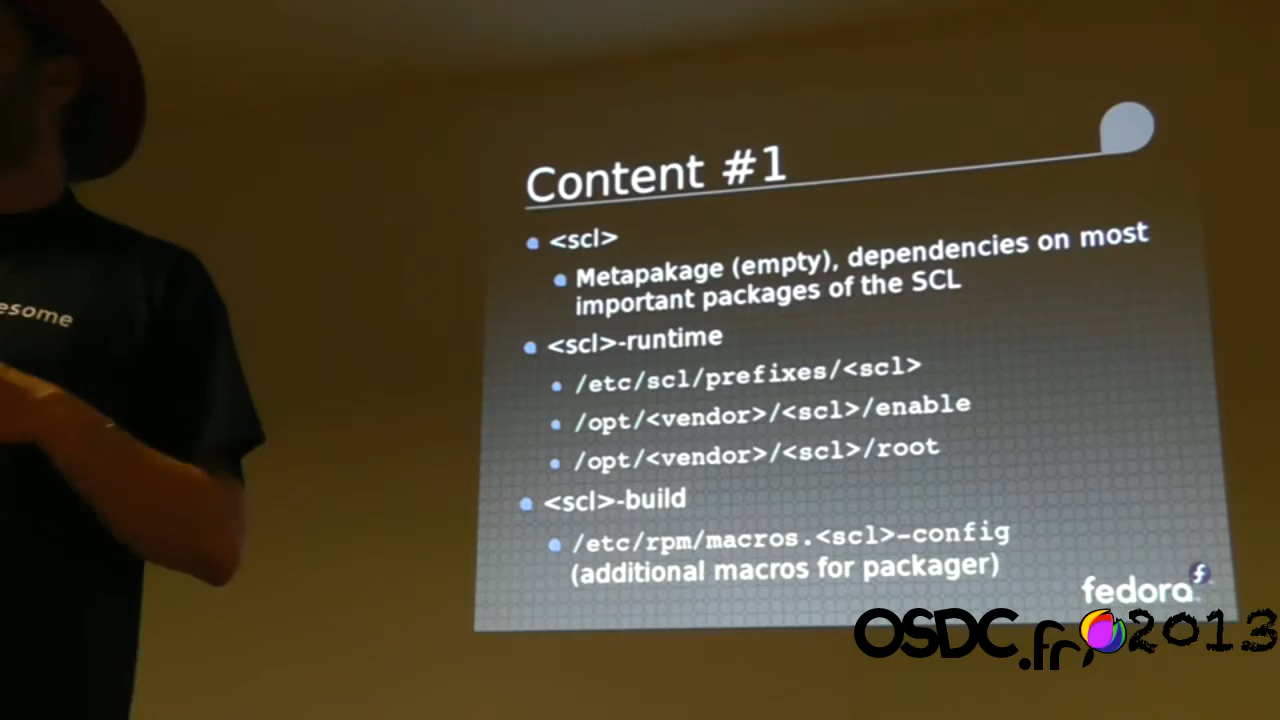 esome
Content #1
<scl>
Metapakage (empty), dependencies on most
important packages of the SCL
<scl>-runtime
/etc/scl/prefixes/<scl>
/opt/<vendor>/<scl>/enable
/opt/<vendor>/<scl>/root
<scl>-build
/etc/rpm/macros.<scl>-config
(additional macros for packager)
fedora
OSDC.fr 2013